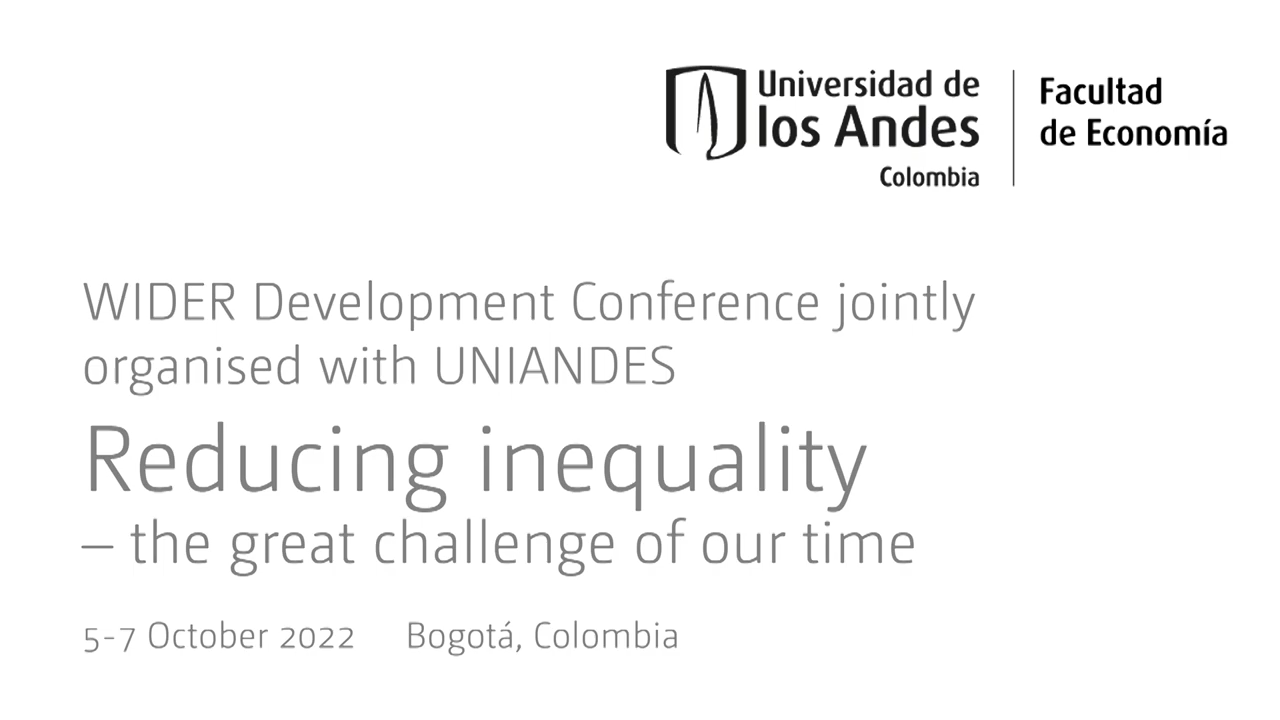 Universidad de
los Andes
Colombia
Facultad
de Economía
WIDER Development Conference jointly
organised with UNIANDES
Reducing inequality
– the great challenge of our time
5-7 October 2022 Bogotá, Colombia